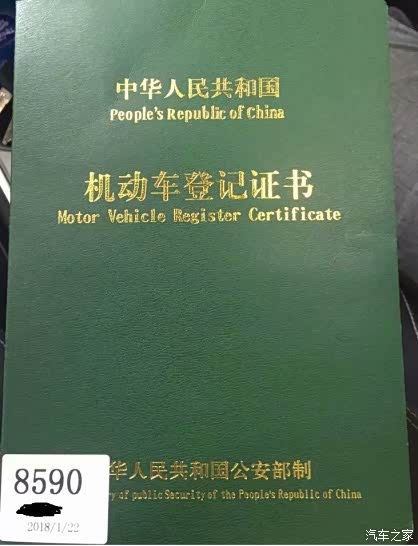 中华人民共和国
People's Republic of China
机动车登记证书
Motor Vehicle Register Certificate
华人民共和国公安部制
ry of public Security of the People's Republic of China
8590
2018/1/22
汽车之家